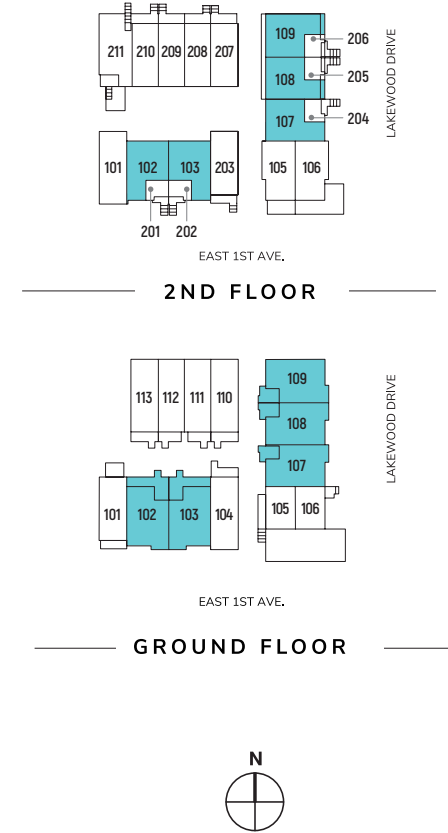 109
206
211 210 209 208 207
108
205
107
204
LAKEWOOD DRIVE
101 102 103 203
105 106
201 202
EAST 1ST AVE.
2ND FLOOR
109
113 112 111 110
108
LAKEWOOD DRIVE
107
101 102 103 104
105 106
EAST 1ST AVE.
GROUND FLOOR
N